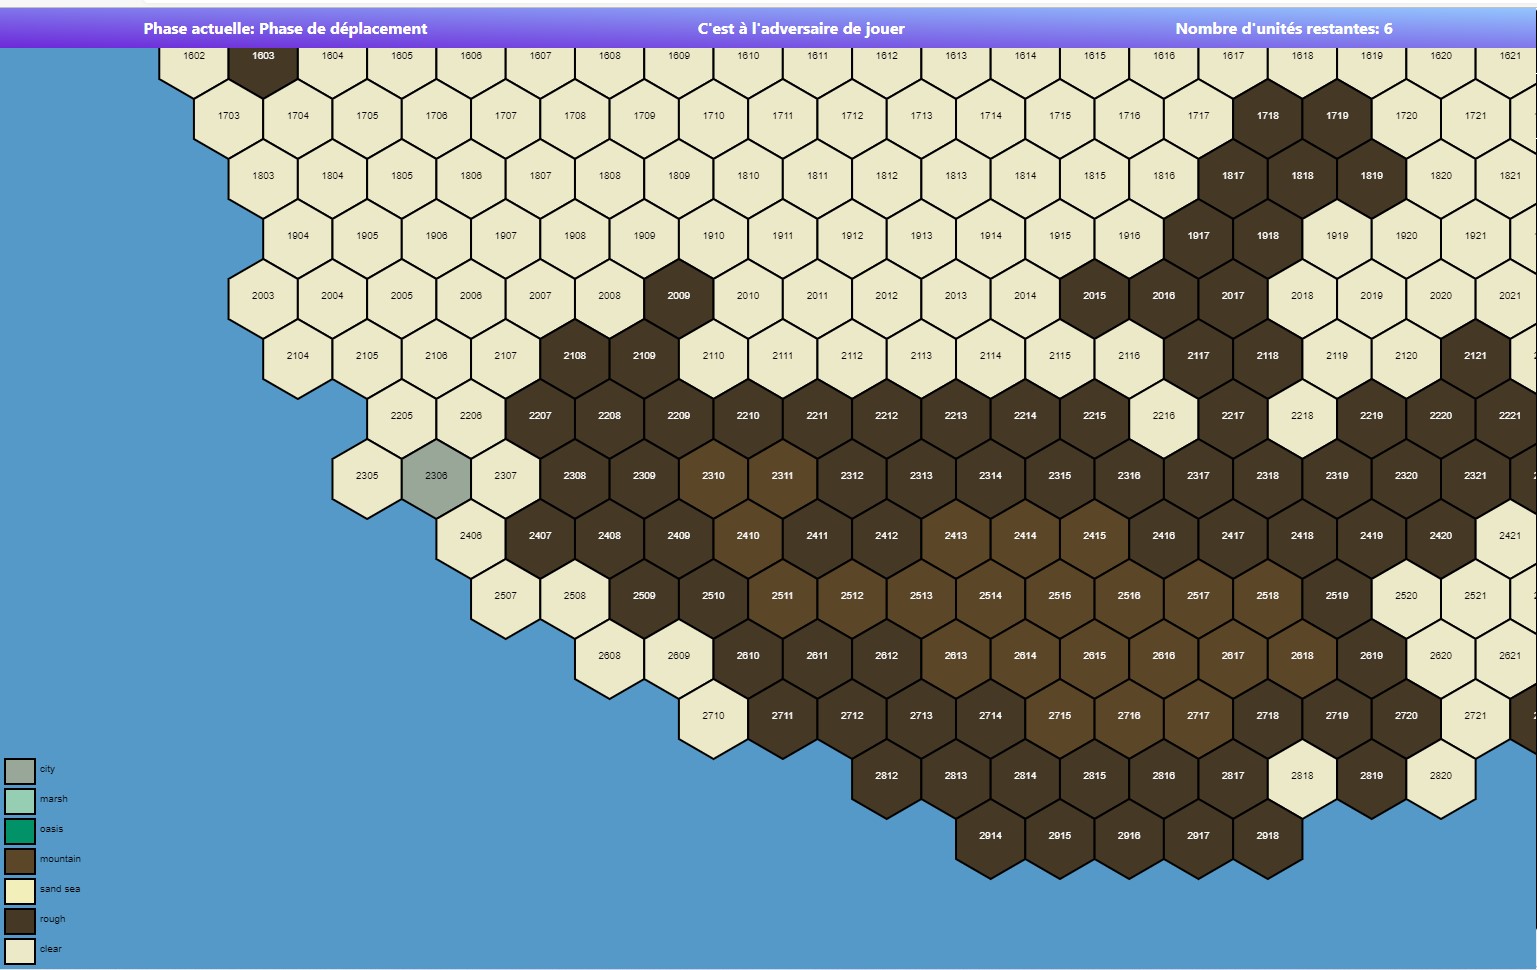 Phase actuelle: Phase de déplacement C'est à l'adversaire de jouer Nombre d'unités restantes: 6
1602 1603 1604 1605 1606 1607 1608 1609 1610 1611 1612 1613 1614 1615 1616 1617 1618 1619 1620 1621
1703 1704 1705 1706 1707 1708 1709 1710 1711 1712 1713 1714 1715 1716 1717 1718 1719 1720 1721
1803 1804 1805 1806 1807 1808 1809 1810 1811 1812 1813 1814 1815 1816 1817 1818 1819 1820 1821
1904 1905 1906 1907 1908 1909 1910 1911 1912 1913 1914 1915 1916 1917 1918 1919 1920 1921
2003 2004 2005 2006 2007 2008 2009 2010 2011 2012 2013 2014 2015 2016 2017 2018 2019 2020 2021
2104 2105 2106 2107 2108 2109 2110 2111 2112 2113 2114 2115 2116 2117 2118 2119 2120 2121
2205 2206 2207 2208 2209 2210 2211 2212 2213 2214 2215 2216 2217 2218 2219 2220 2221
2305 2306 2307 2308 2309 2310 2311 2312 2313 2314 2315 2316 2317 2318 2319 2320 2321
2406 2407 2408 2409 2410 2411 2412 2413 2414 2415 2416 2417 2418 2419 2420 2421
2507 2508 2509 2510 2511 2512 2513 2514 2515 2516 2517 2518 2519 2520 2521
2608 2609 2610 2611 2612 2613 2614 2615 2616 2617 2618 2619 2620 2621
2710 2711 2712 2713 2714 2715 2716 2717 2718 2719 2720 2721
2812 2813 2814 2815 2816 2817 2818 2819 2820
2914 2915 2916 2917 2918
city
marsh
oasis
mountain
sand sea
rough
clear